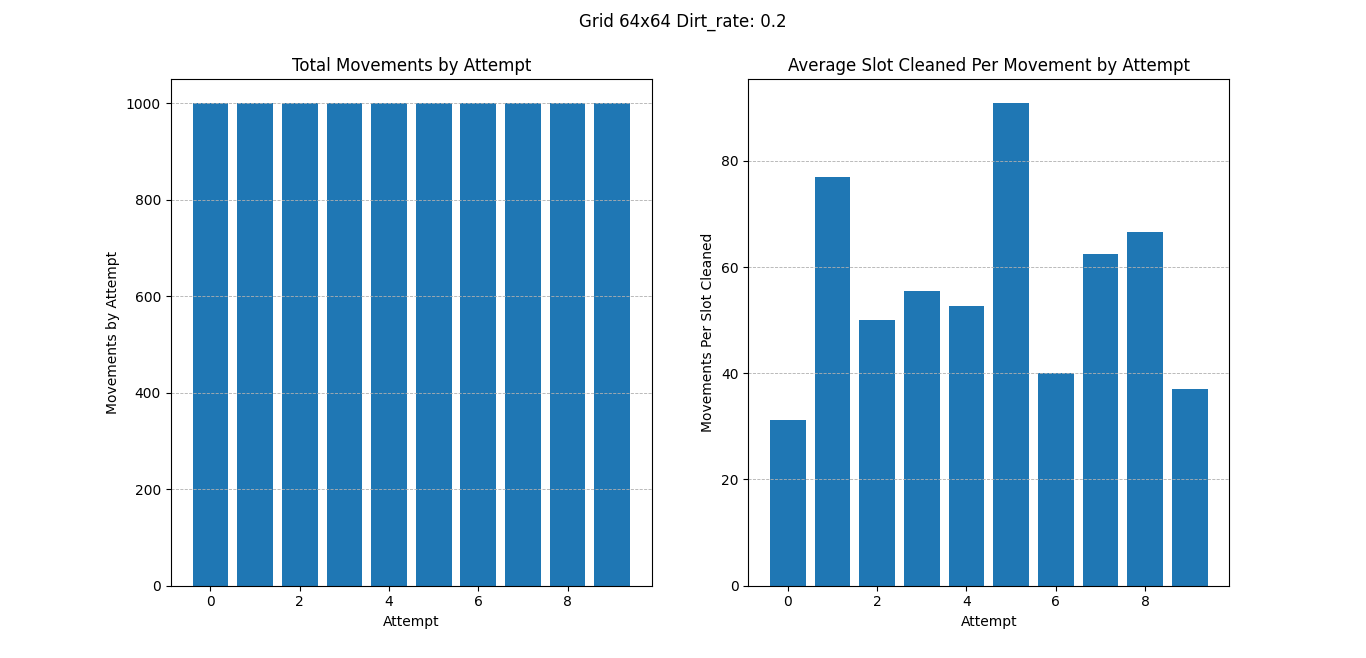 Grid 64x64 Dirt_rate: 0.2
Total Movements by Attempt
Movements by Attempt
1000
800
600
400
200
0
0 2 4 6 8
Attempt
Average Slot Cleaned Per Movement by Attempt
Movements Per Slot Cleaned
80
60
40
20
0
0 2 4 6 8
Attempt